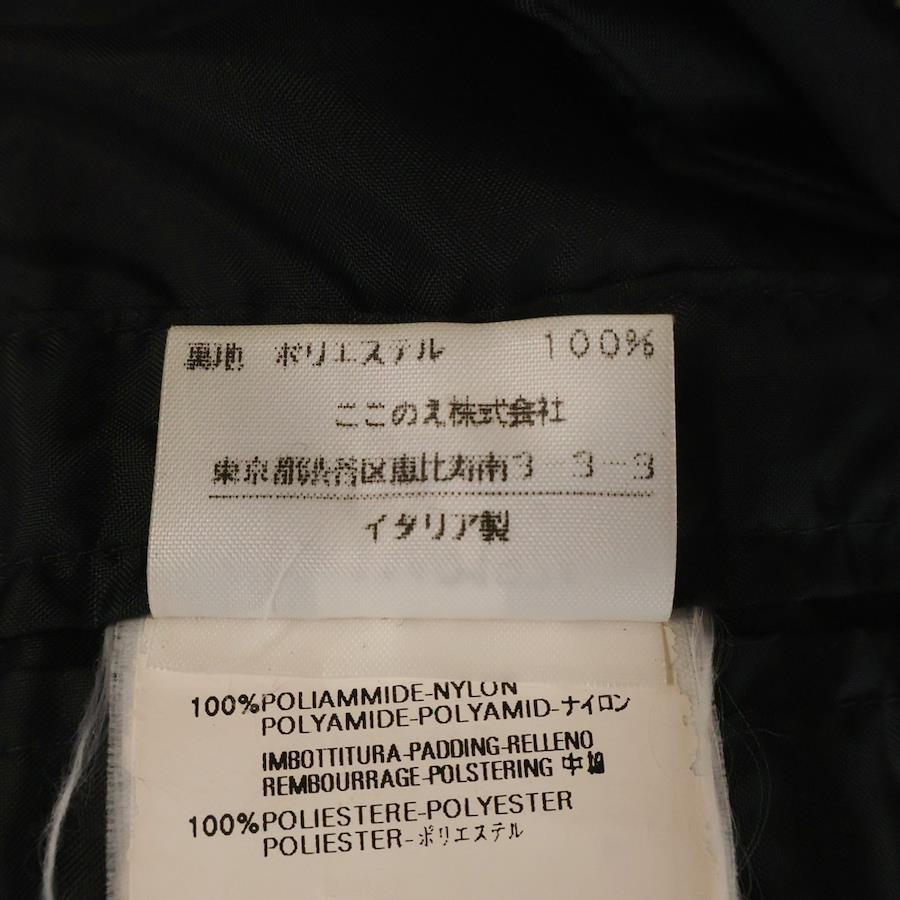 裏地 ポリエステル 100%
ここのえ株式会社
東京都渋谷区恵比寿南3-3-3
イタリア製
100%POLIAMMIDE-NYLON
POLYAMIDE-POLYAMID-ナイロン
IMBOTTITURA-PADDING-RELLENO
REMBOURRAGE-POLSTERING 中
100%POLIESTERE-POLYESTER
POLIESTER-ポリエステル